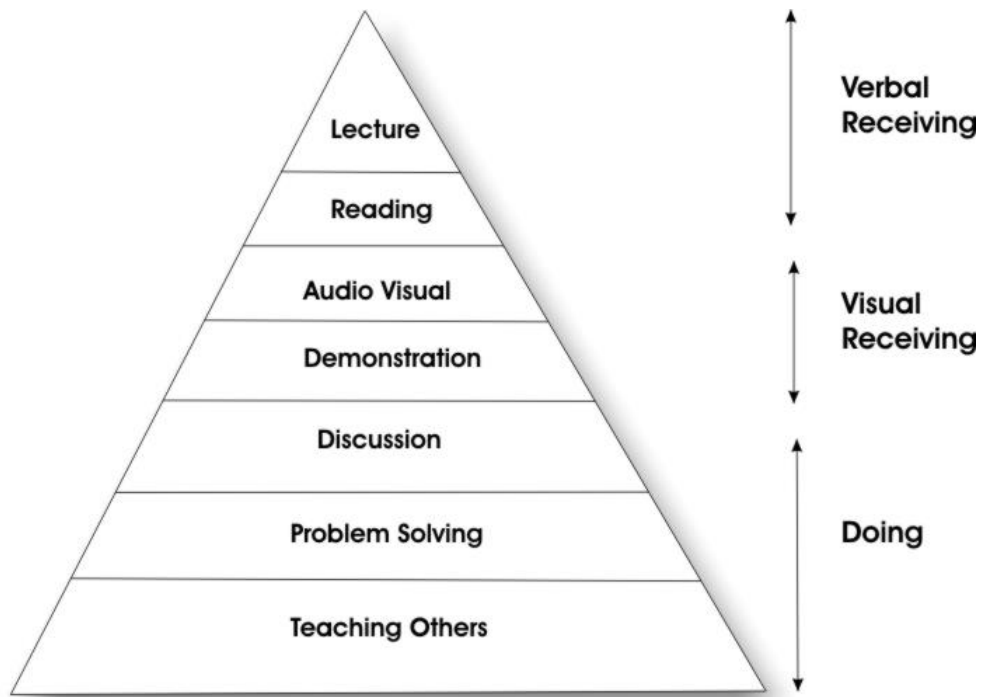 Lecture
Reading
Audio Visual
Demonstration
Discussion
Problem Solving
Teaching Others
Verbal
Receiving
Visual
Receiving
Doing